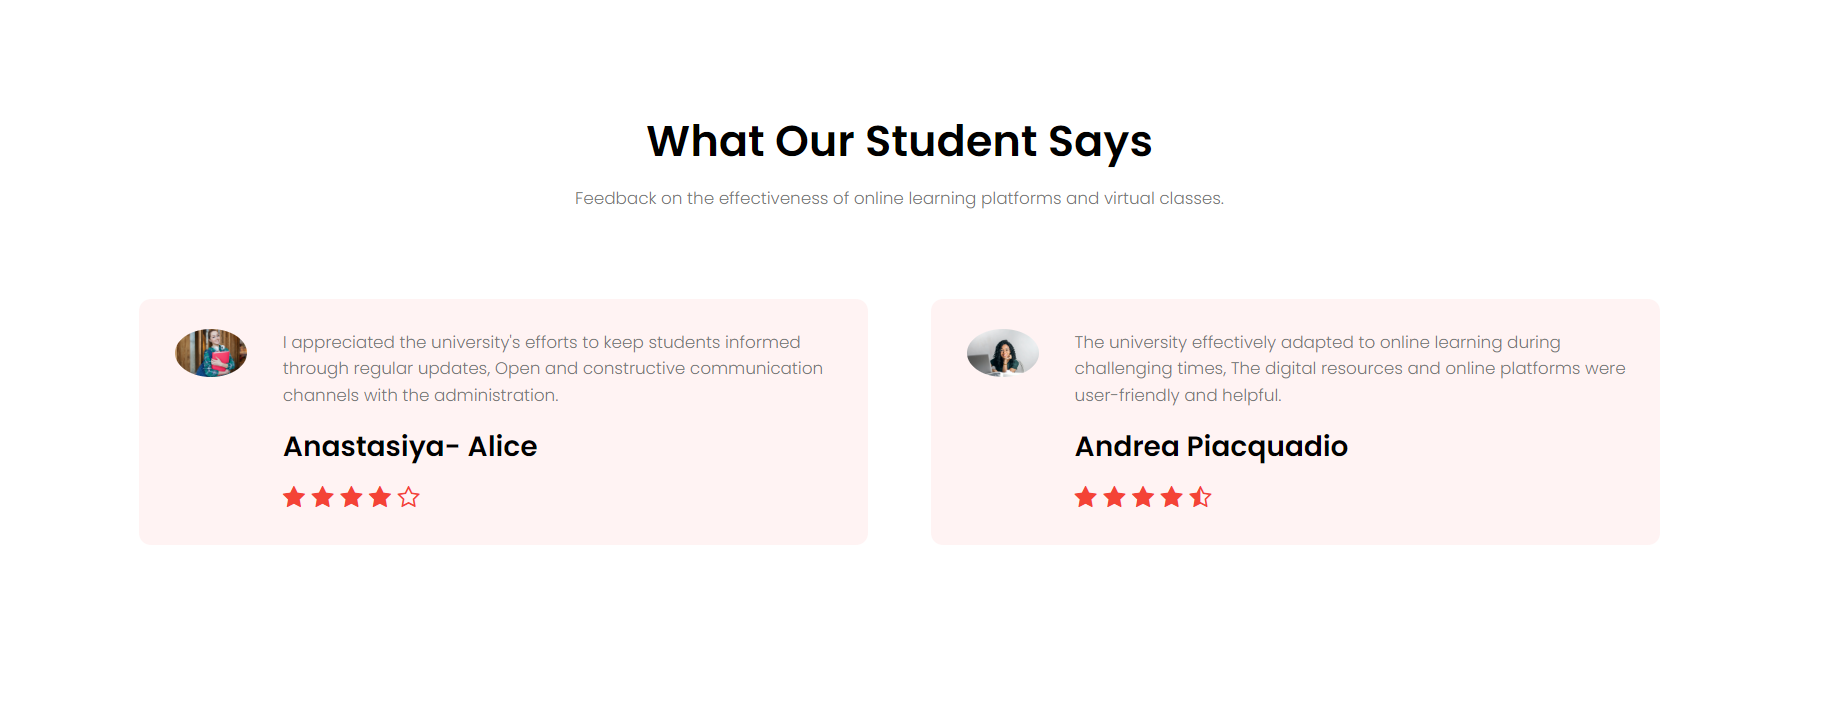 What Our Student Says
Feedback on the effectiveness of online learning platforms and virtual classes.
I appreciated the university's efforts to keep students informed
through regular updates, Open and constructive communication
channels with the administration.
Anastasiya- Alice
The university effectively adapted to online learning during
challenging times, The digital resources and online platforms were
user-friendly and helpful.
Andrea Piacquadio